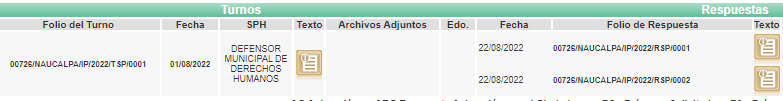 Turnos Respuestas
Folio del Turno Fecha SPH Texto Archivos Adjuntos Edo. Fecha Folio de Respuesta Texto
00726/NAUCALPA/IP/2022/TSP/0001 01/08/2022 DEFENSOR MUNICIPAL DE DERECHOS HUMANOS
22/08/2022 00726/NAUCALPA/IP/2022/RSP/0001
22/08/2022 00726/NAUCALPA/IP/2022/RSP/0002